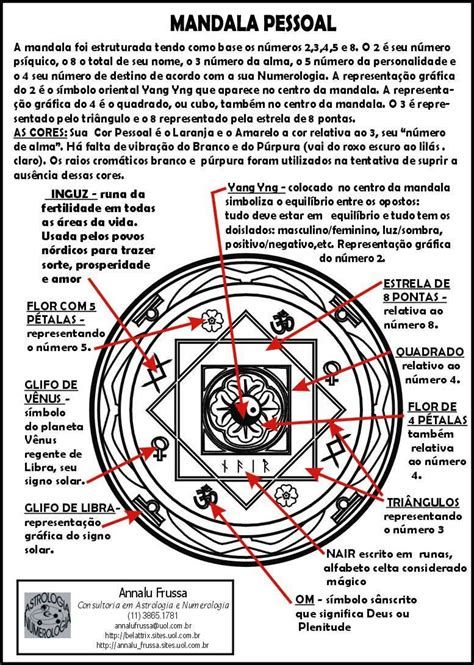 MANDALA PESSOAL
A mandala foi estruturada tendo como base os números 2,3,4,5 e 8. O 2 é seu número
psíquico, o 8 o total de seu nome, o 3 número da alma, o 5 número da personalidade e
o 4 seu número de destino de acordo com a sua Numerologia. A representação gráfica
do 2 é o símbolo oriental Yang Yng que aparece no centro da mandala. A representa-
ção gráfica do 4 é o quadrado, ou cubo, também no centro da mandala. O 3 é repre-
sentado pelo triângulo e o 8 representado pela estrela de 8 pontas.
AS CORES: Sua Cor Pessoal é o Laranja e o Amarelo a cor relativa ao 3, seu "número
de alma". Há falta de vibração do Branco e do Púrpura (vai do roxo escuro ao lilás .
claro). Os raios cromáticos branco e púrpura foram utilizados na tentativa de suprir a
ausência dessas cores.
INGUZ - runa da
fertilidade em todas
as áreas da vida.
Usada pelos povos
nórdicos para trazer
sorte, prosperidade
e amor
Yang Yng - colocado no centro da mandala
simboliza o equilíbrio entre os opostos:
tudo deve estar em equilíbrio e tudo tem os
doislados: masculino/feminino, luz/sombra,
positivo/negativo,etc. Representação gráfica
do número 2.
FLOR COM 5
PÉTALAS -
representando
o número 5.
ESTRELA DE
8 PONTAS -
relativa ao
número 8.
QUADRADO
relativo ao
número 4.
GLIFO DE
VÊNUS -
símbolo
do planeta
Vênus
regente de
Libra, seu
signo solar.
FLOR DE
4 PÉTALAS
também
relativa ao
número
4.
GLIFO DE LIBRA-
representação
gráfica do signo
solar.
TRIÂNGULOS
representando
o número 3
ॐ
ॐ
ᚾ ᚨ ᛁ ᚱ
NAIR escrito em runas,
alfabeto celta considerado
mágico
OM - símbolo sânscrito
que significa Deus ou
Plenitude
ASTROLOGIA
NUMEROLOGIA
Annalu Frussa
Consultoria em Astrologia e Numerologia
(11) 3865.1781
annalufrussa@uol.com.br
http://belattrix.sites.uol.com.br
http://annalu_frussa.sites.uol.com.br